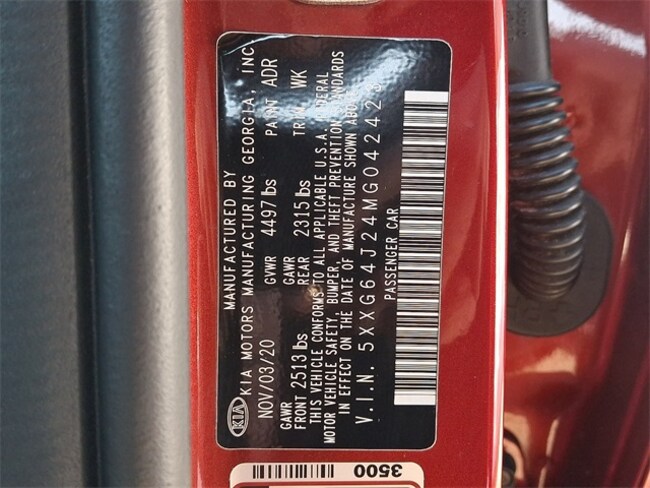 MANUFACTURED BY
KIA KIA MOTORS MANUFACTURING GEORGIA, INC
NOV/03/20 GVWR 4497 lbs PAINT ADR
GAWR FRONT 2513 lbs GAWR REAR 2315 lbs TRIM WK
THIS VEHICLE CONFORMS TO ALL APPLICABLE U.S.A. FEDERAL
MOTOR VEHICLE SAFETY, BUMPER, AND THEFT PREVENTION STANDARDS
IN EFFECT ON THE DATE OF MANUFACTURE SHOWN ABOVE
V.I.N. 5XXG64J24MG04242
PASSENGER CAR
3500